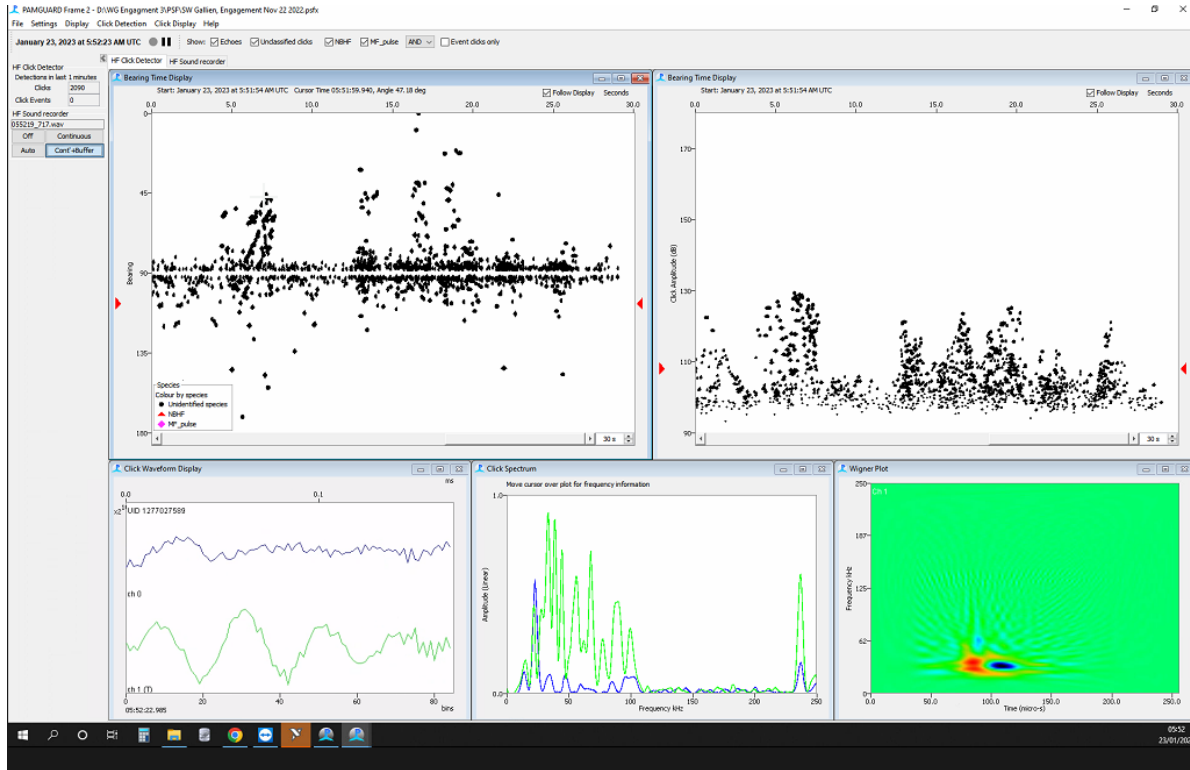 PAMGUARD Frame 2 - D:\WG Engagment 3\PSF\SW Gallien, Engagement Nov 22 2022.psfx
File Settings Display Click Detection Click Display Help
January 23, 2023 at 5:52:23 AM UTC Show: Echoes Unclassified clicks NBHF MF_pulse AND Event clicks only
HF Click Detector HF Sound recorder
HF Click Detector
Detections in last 1 minutes
Clicks 2090
Click Events 0
HF Sound recorder
055219_717.wav
Off Continuous
Auto Cont'+Buffer
Bearing Time Display
Start: January 23, 2023 at 5:51:54 AM UTC Cursor Time 05:51:59.940, Angle 47.18 deg Follow Display Seconds
0.0 5.0 10.0 15.0 20.0 25.0 30.0
0
45
90
135
180
Bearing
Species
Colour by species
Unidentified species
NBHF
MF_pulse
30 s
Bearing Time Display
Start: January 23, 2023 at 5:51:54 AM UTC Follow Display Seconds
0.0 5.0 10.0 15.0 20.0 25.0 30.0
170
150
130
110
90
Click Amplitude (dB)
30 s
Click Waveform Display
ms
0.0 0.1
UID 1277027589
ch 0
ch 1 (T)
0 20 40 60 80
05:52:22.985 bins
Click Spectrum
Move cursor over plot for frequency information
1.0
Amplitude (Linear)
0.0
0 50 100 150 200 250
Frequency kHz
Wigner Plot
Ch 1
250
187
125
62
0
Frequency kHz
0.0 50.0 100.0 150.0 200.0 250.0
Time (micro-s)
05:52